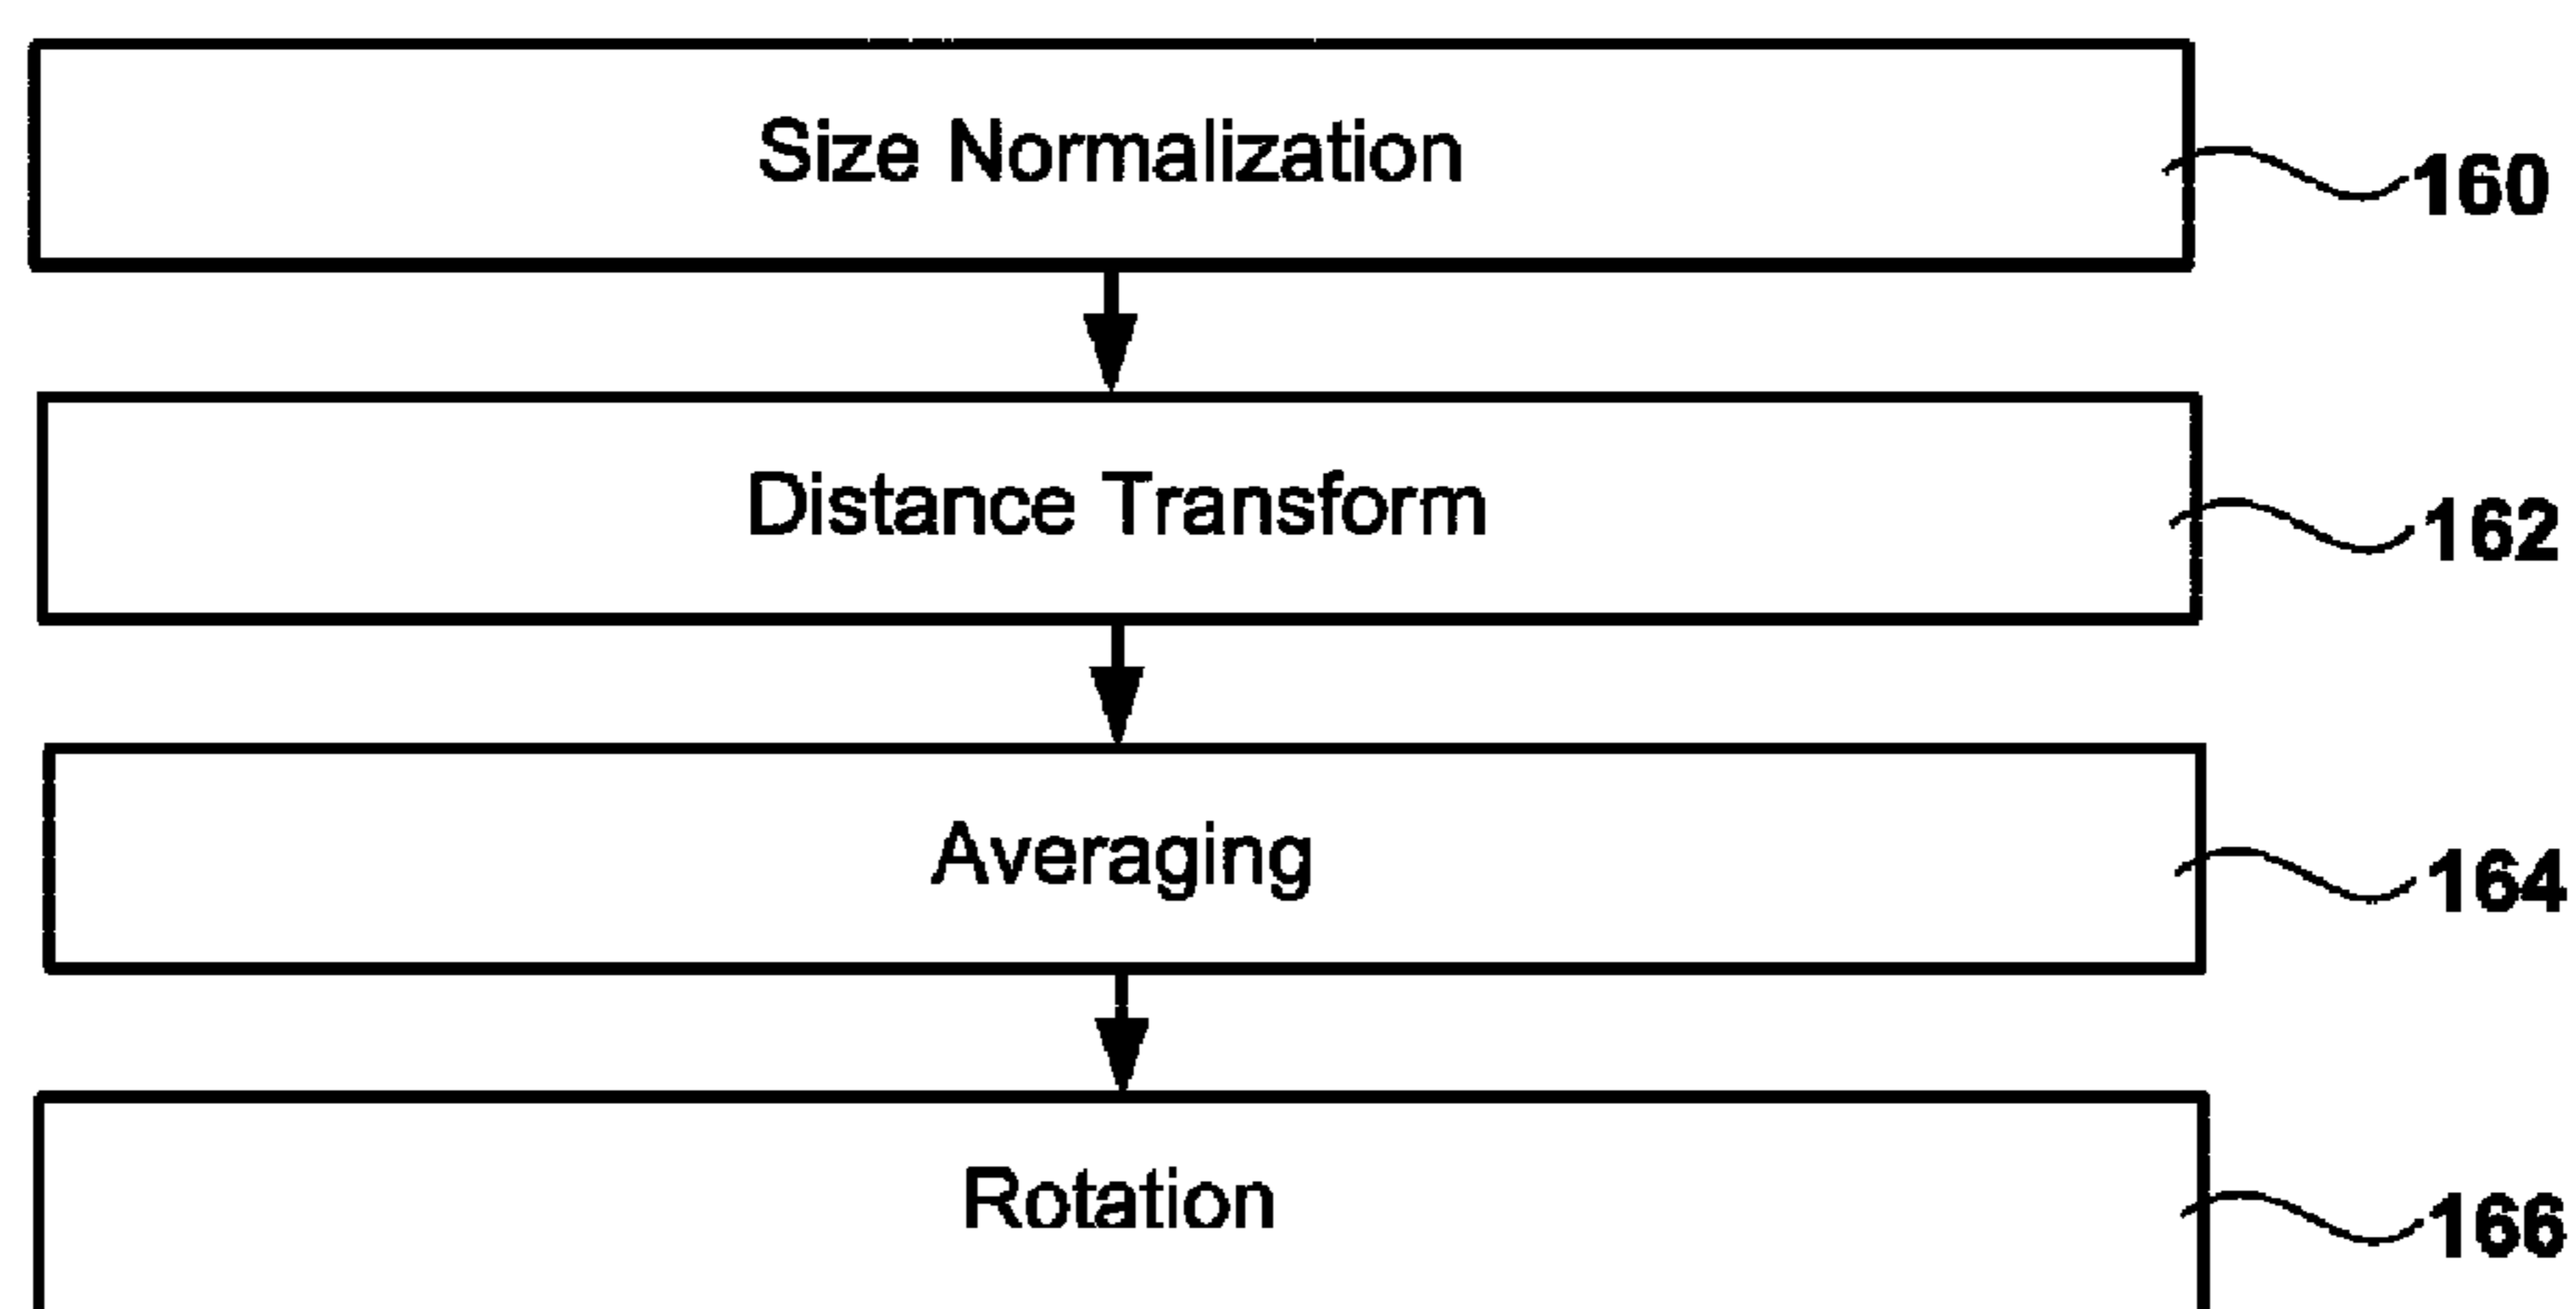 Size Normalization
160
Distance Transform
162
Averaging
164
Rotation
166